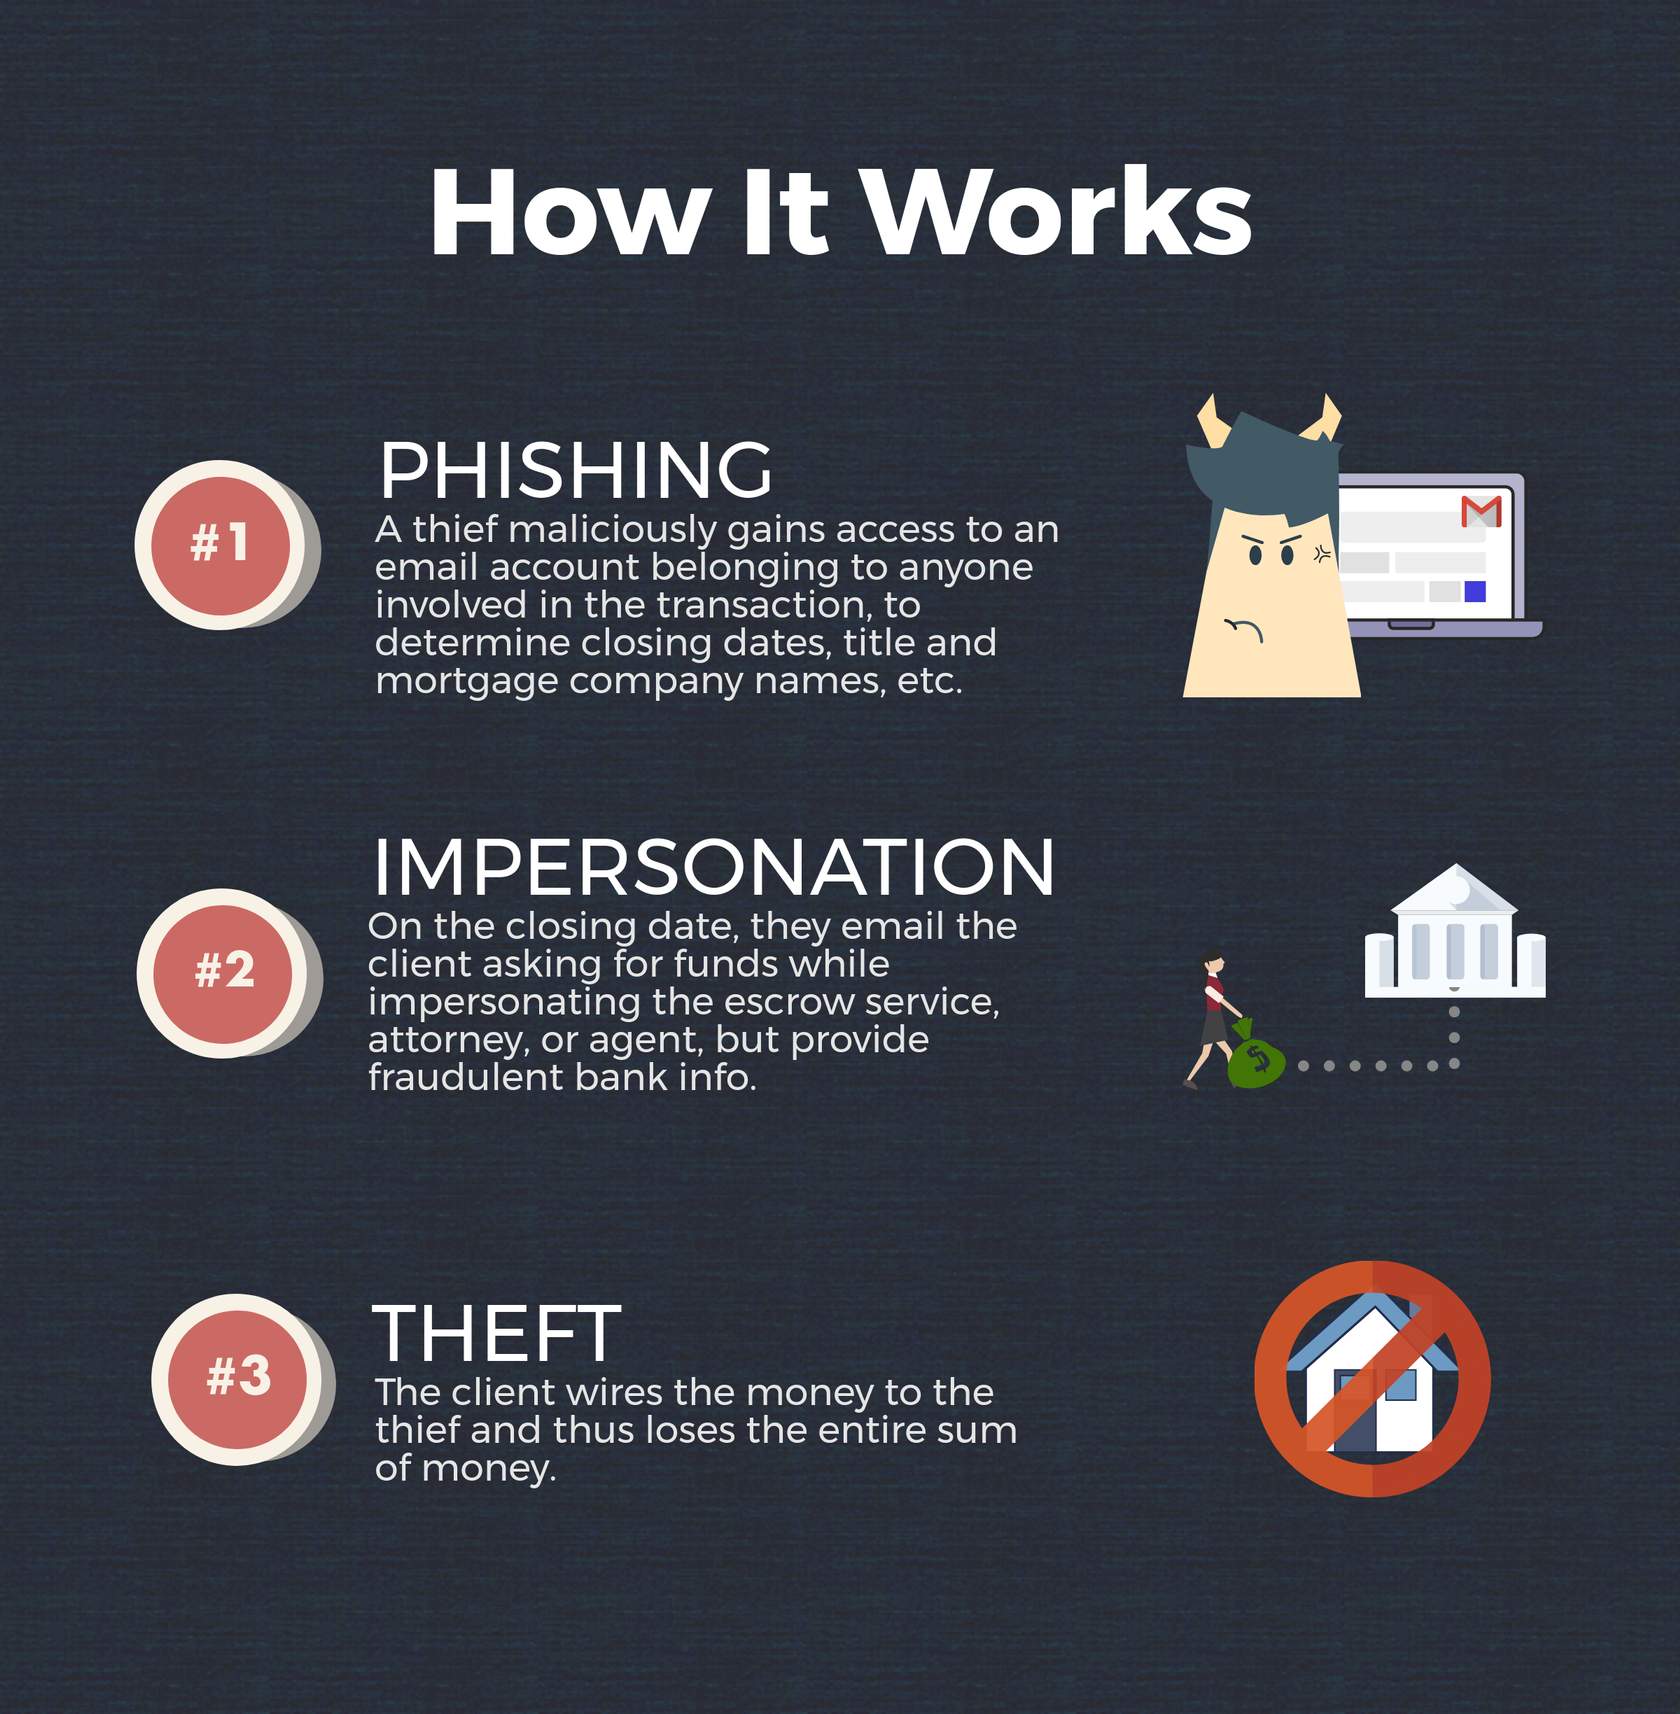 How It Works
#1
PHISHING
A thief maliciously gains access to an
email account belonging to anyone
involved in the transaction, to
determine closing dates, title and
mortgage company names, etc.
#2
IMPERSONATION
On the closing date, they email the
client asking for funds while
impersonating the escrow service,
attorney, or agent, but provide
fraudulent bank info.
$
#3
THEFT
The client wires the money to the
thief and thus loses the entire sum
of money.